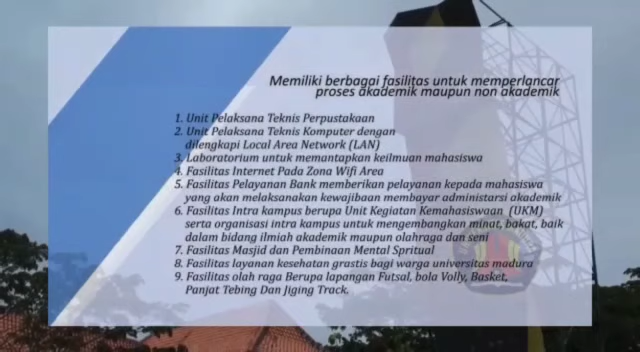 Memiliki berbagai fasilitas untuk memperlancar
proses akademik maupun non akademik
1. Unit Pelaksana Teknis Perpustakaan
2. Unit Pelaksana Teknis Komputer dengan
dilengkapi Local Area Network (LAN)
3. Laboratorium untuk memantapkan keilmuan mahasiswa
4. Fasilitas Internet Pada Zona Wifi Area
5. Fasilitas Pelayanan Bank memberikan pelayanan kepada mahasiswa
yang akan melaksanakan kewajibaan membayar administarsi akademik
6. Fasilitas Intra kampus berupa Unit Kegiatan Kemahasiswaan (UKM)
serta organisasi intra kampus untuk mengembangkan minat, bakat, baik
dalam bidang ilmiah akademik maupun olahraga dan seni
7. Fasilitas Masjid dan Pembinaan Mental Spritual
8. Fasilitas layanan kesehatan grastis bagi warga universitas madura
9. Fasilitas olah raga Berupa lapangan Futsal, bola Volly, Basket,
Panjat Tebing Dan Jiging Track.